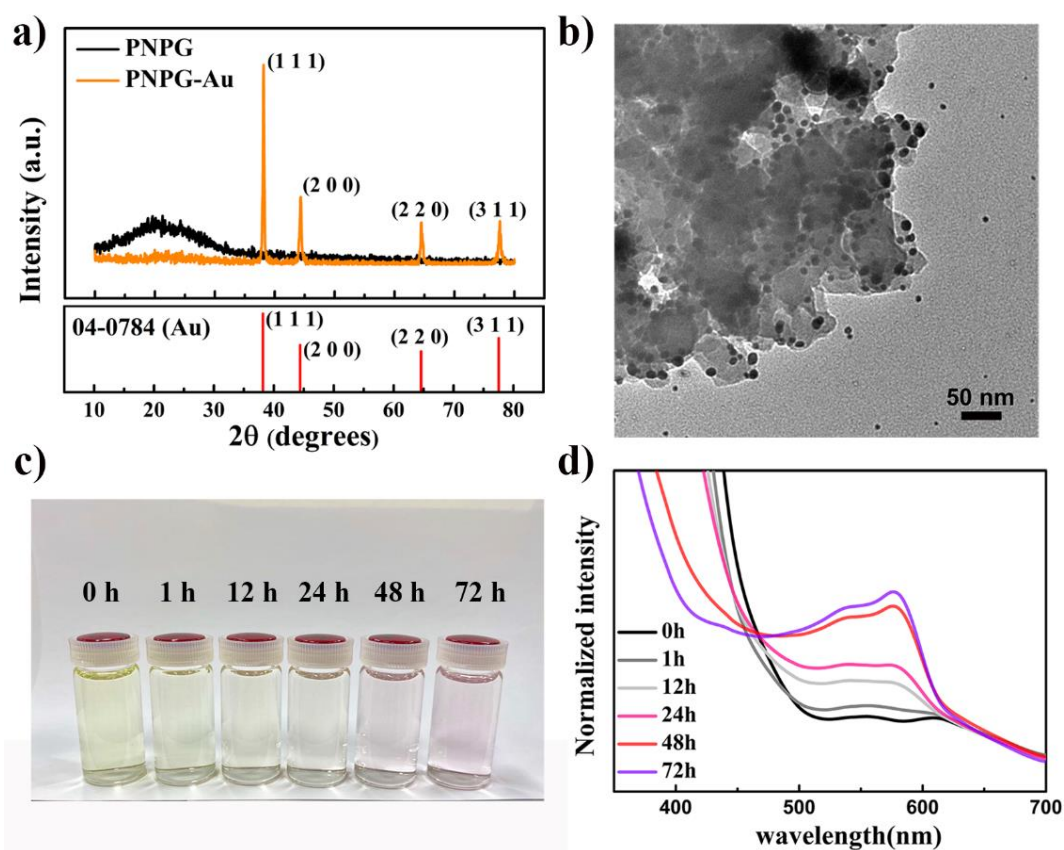 a)
PNPG
PNPG-Au
(1 1 1)
(2 0 0)
(2 2 0)
(3 1 1)
Intensity (a.u.)
04-0784 (Au)
(1 1 1)
(2 0 0)
(2 2 0)
(3 1 1)
10 20 30 40 50 60 70 80
2θ (degrees)
b)
50 nm
c)
0 h 1 h 12 h 24 h 48 h 72 h
d)
Normalized intensity
0h
1h
12h
24h
48h
72h
400 500 600 700
wavelength(nm)